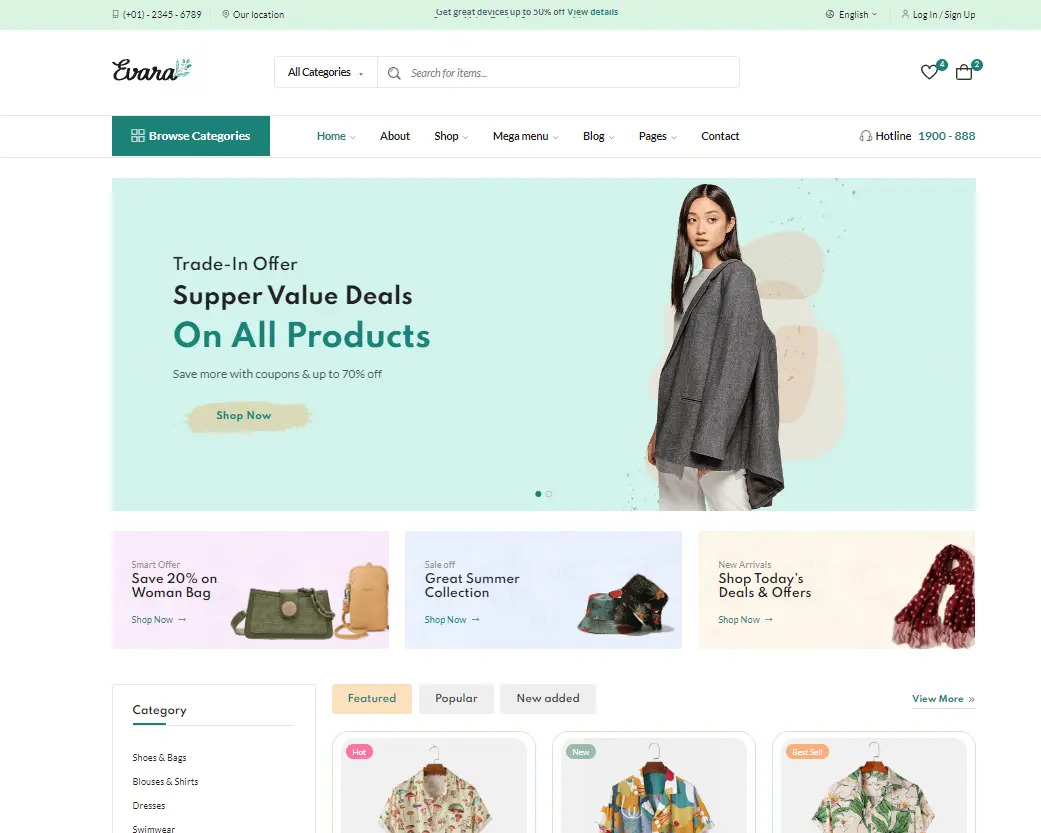 (+01) - 2345 - 6789
Our location
Get great devices up to 50% off View details
English
Log In / Sign Up
Evara
All Categories
Search for items...
4
2
Browse Categories
Home
About
Shop
Mega menu
Blog
Pages
Contact
Hotline 1900 - 888
Trade-In Offer
Supper Value Deals
On All Products
Save more with coupons & up to 70% off
Shop Now
Smart Offer
Save 20% on
Woman Bag
Shop Now →
Sale off
Great Summer
Collection
Shop Now →
New Arrivals
Shop Today's
Deals & Offers
Shop Now →
Category
Shoes & Bags
Blouses & Shirts
Dresses
Swimwear
Featured
Popular
New added
View More »
Hot
New
Best Sell